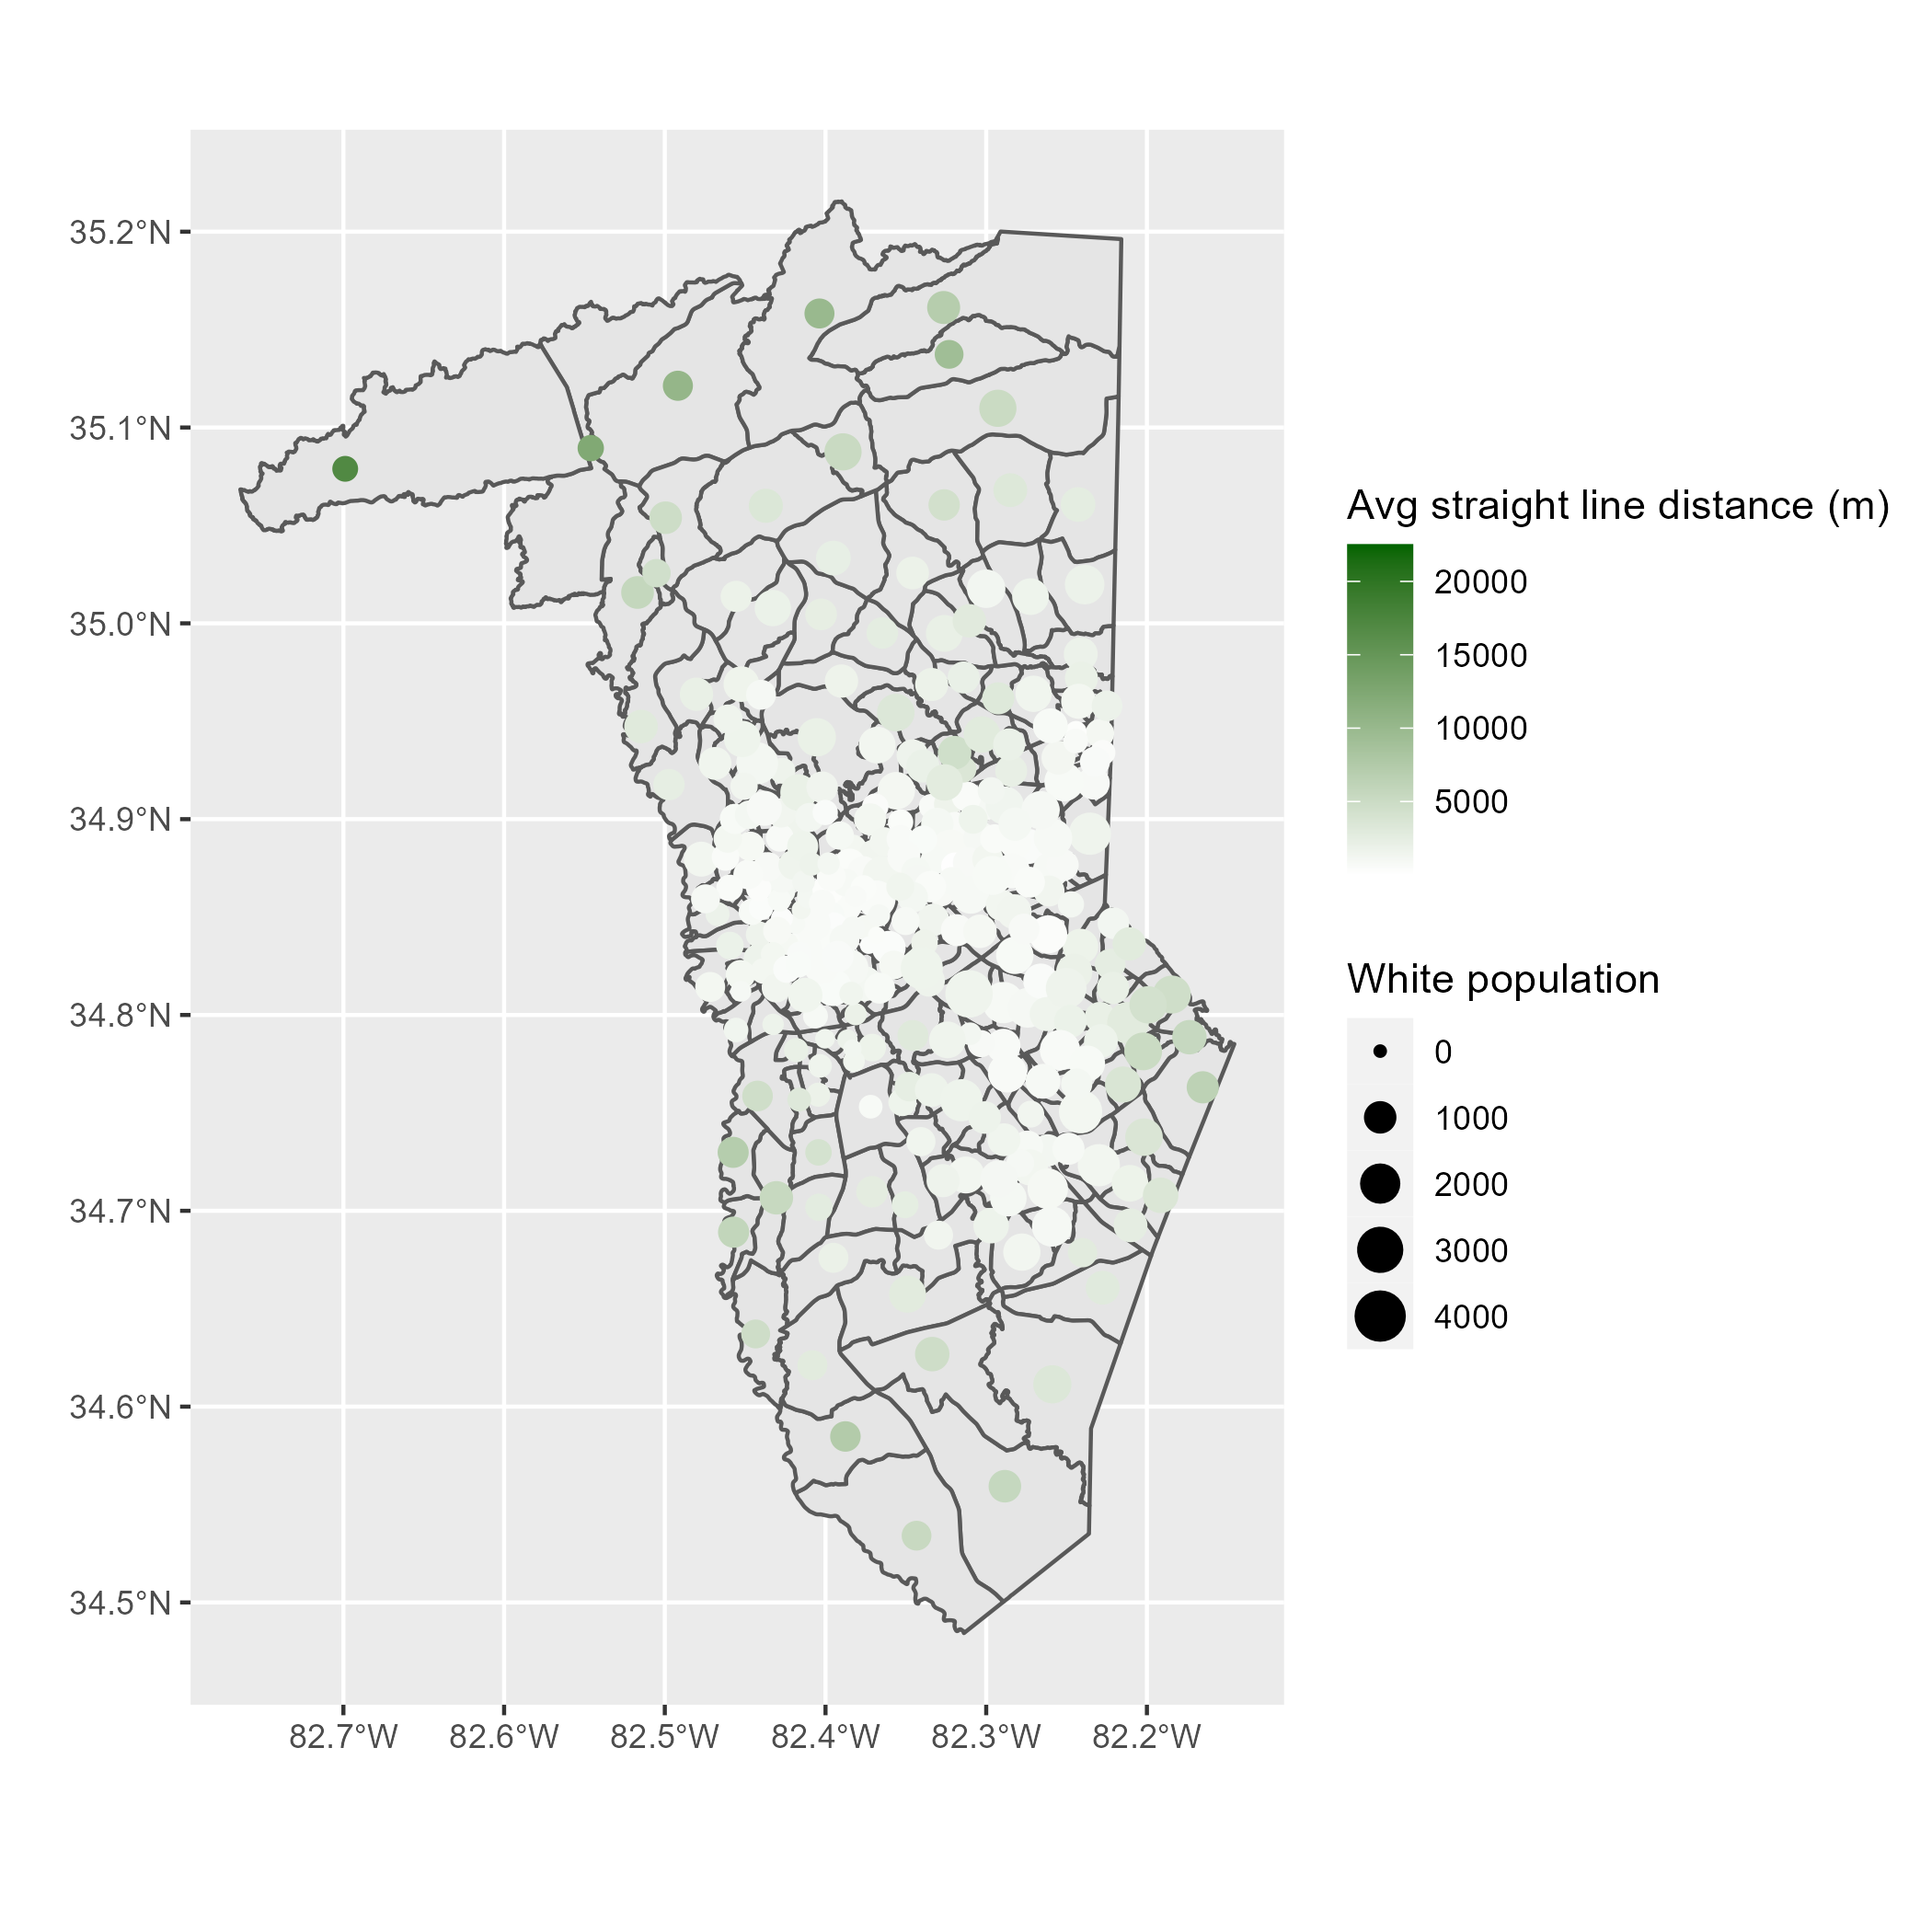 35.2°N
35.1°N
35.0°N
34.9°N
34.8°N
34.7°N
34.6°N
34.5°N
82.7°W 82.6°W 82.5°W 82.4°W 82.3°W 82.2°W
Avg straight line distance (m)
20000
15000
10000
5000
White population
0
1000
2000
3000
4000